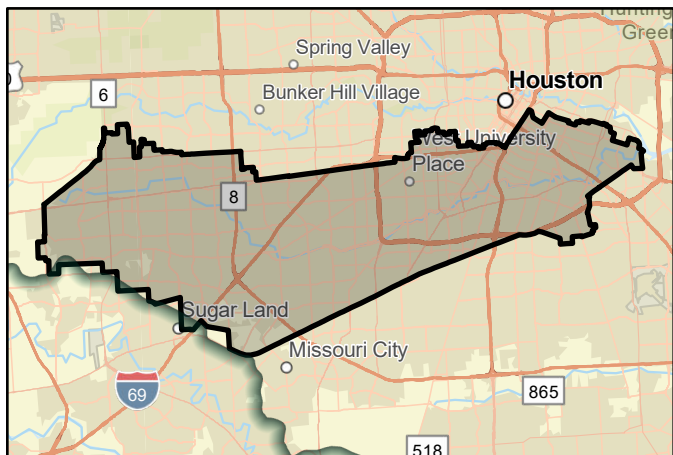 Hunting
Green
Spring Valley
6
Bunker Hill Village
Houston
West University
Place
8
Sugar Land
Missouri City
69
865
518